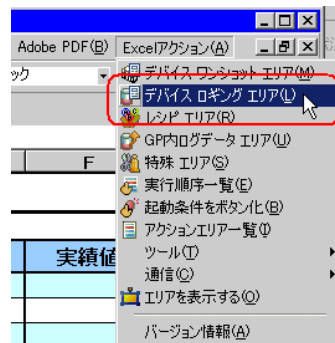 Adobe PDF(B) Excelアクション(A)
ック
デバイス ワンショット エリア(M)
デバイス ロギング エリア(L)
レシピ エリア(R)
GP内ログデータ エリア(U)
F
特殊 エリア(S)
実行順序一覧(E)
起動条件をボタン化(B)
アクションエリア一覧(I)
実績値
ツール(T)
通信(C)
エリアを表示する(O)
バージョン情報(A)